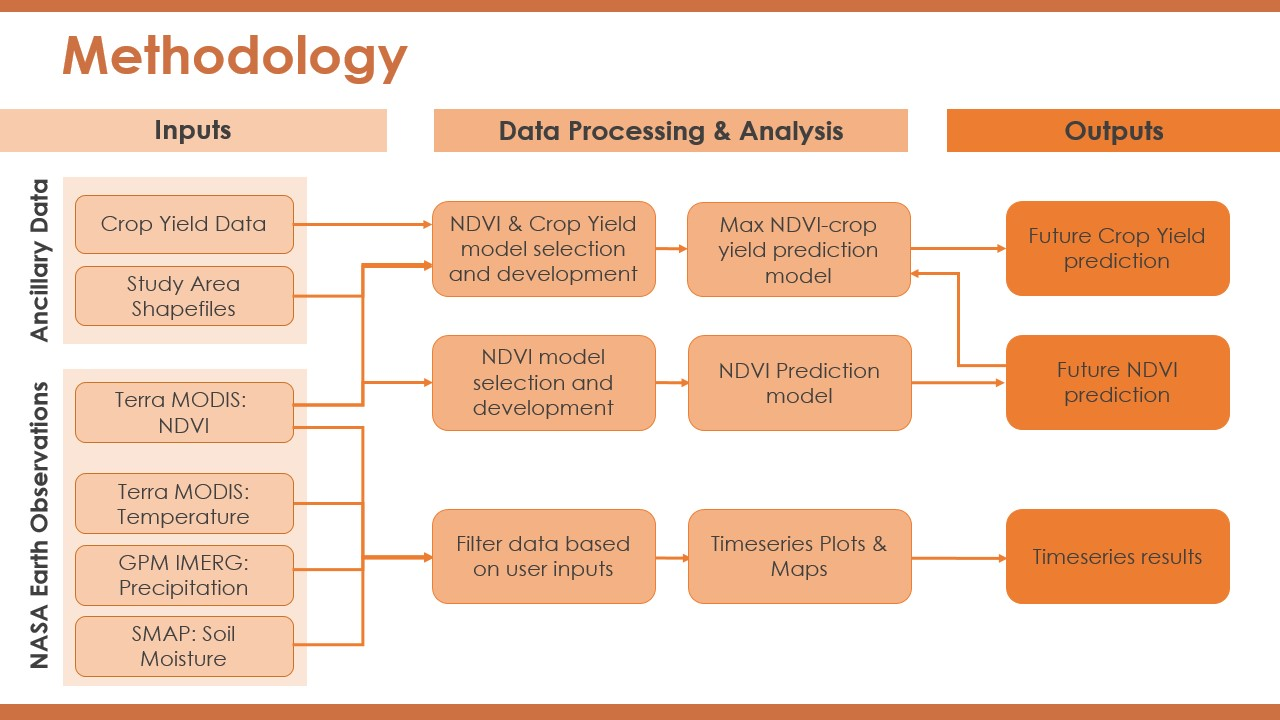 Methodology
Inputs
Data Processing & Analysis
Outputs
Ancillary Data
Crop Yield Data
Study Area
Shapefiles
NASA Earth Observations
Terra MODIS:
NDVI
Terra MODIS:
Temperature
GPM IMERG:
Precipitation
SMAP: Soil
Moisture
NDVI & Crop Yield
model selection
and development
Max NDVI-crop
yield prediction
model
Future Crop Yield
prediction
NDVI model
selection and
development
NDVI Prediction
model
Future NDVI
prediction
Filter data based
on user inputs
Timeseries Plots &
Maps
Timeseries results